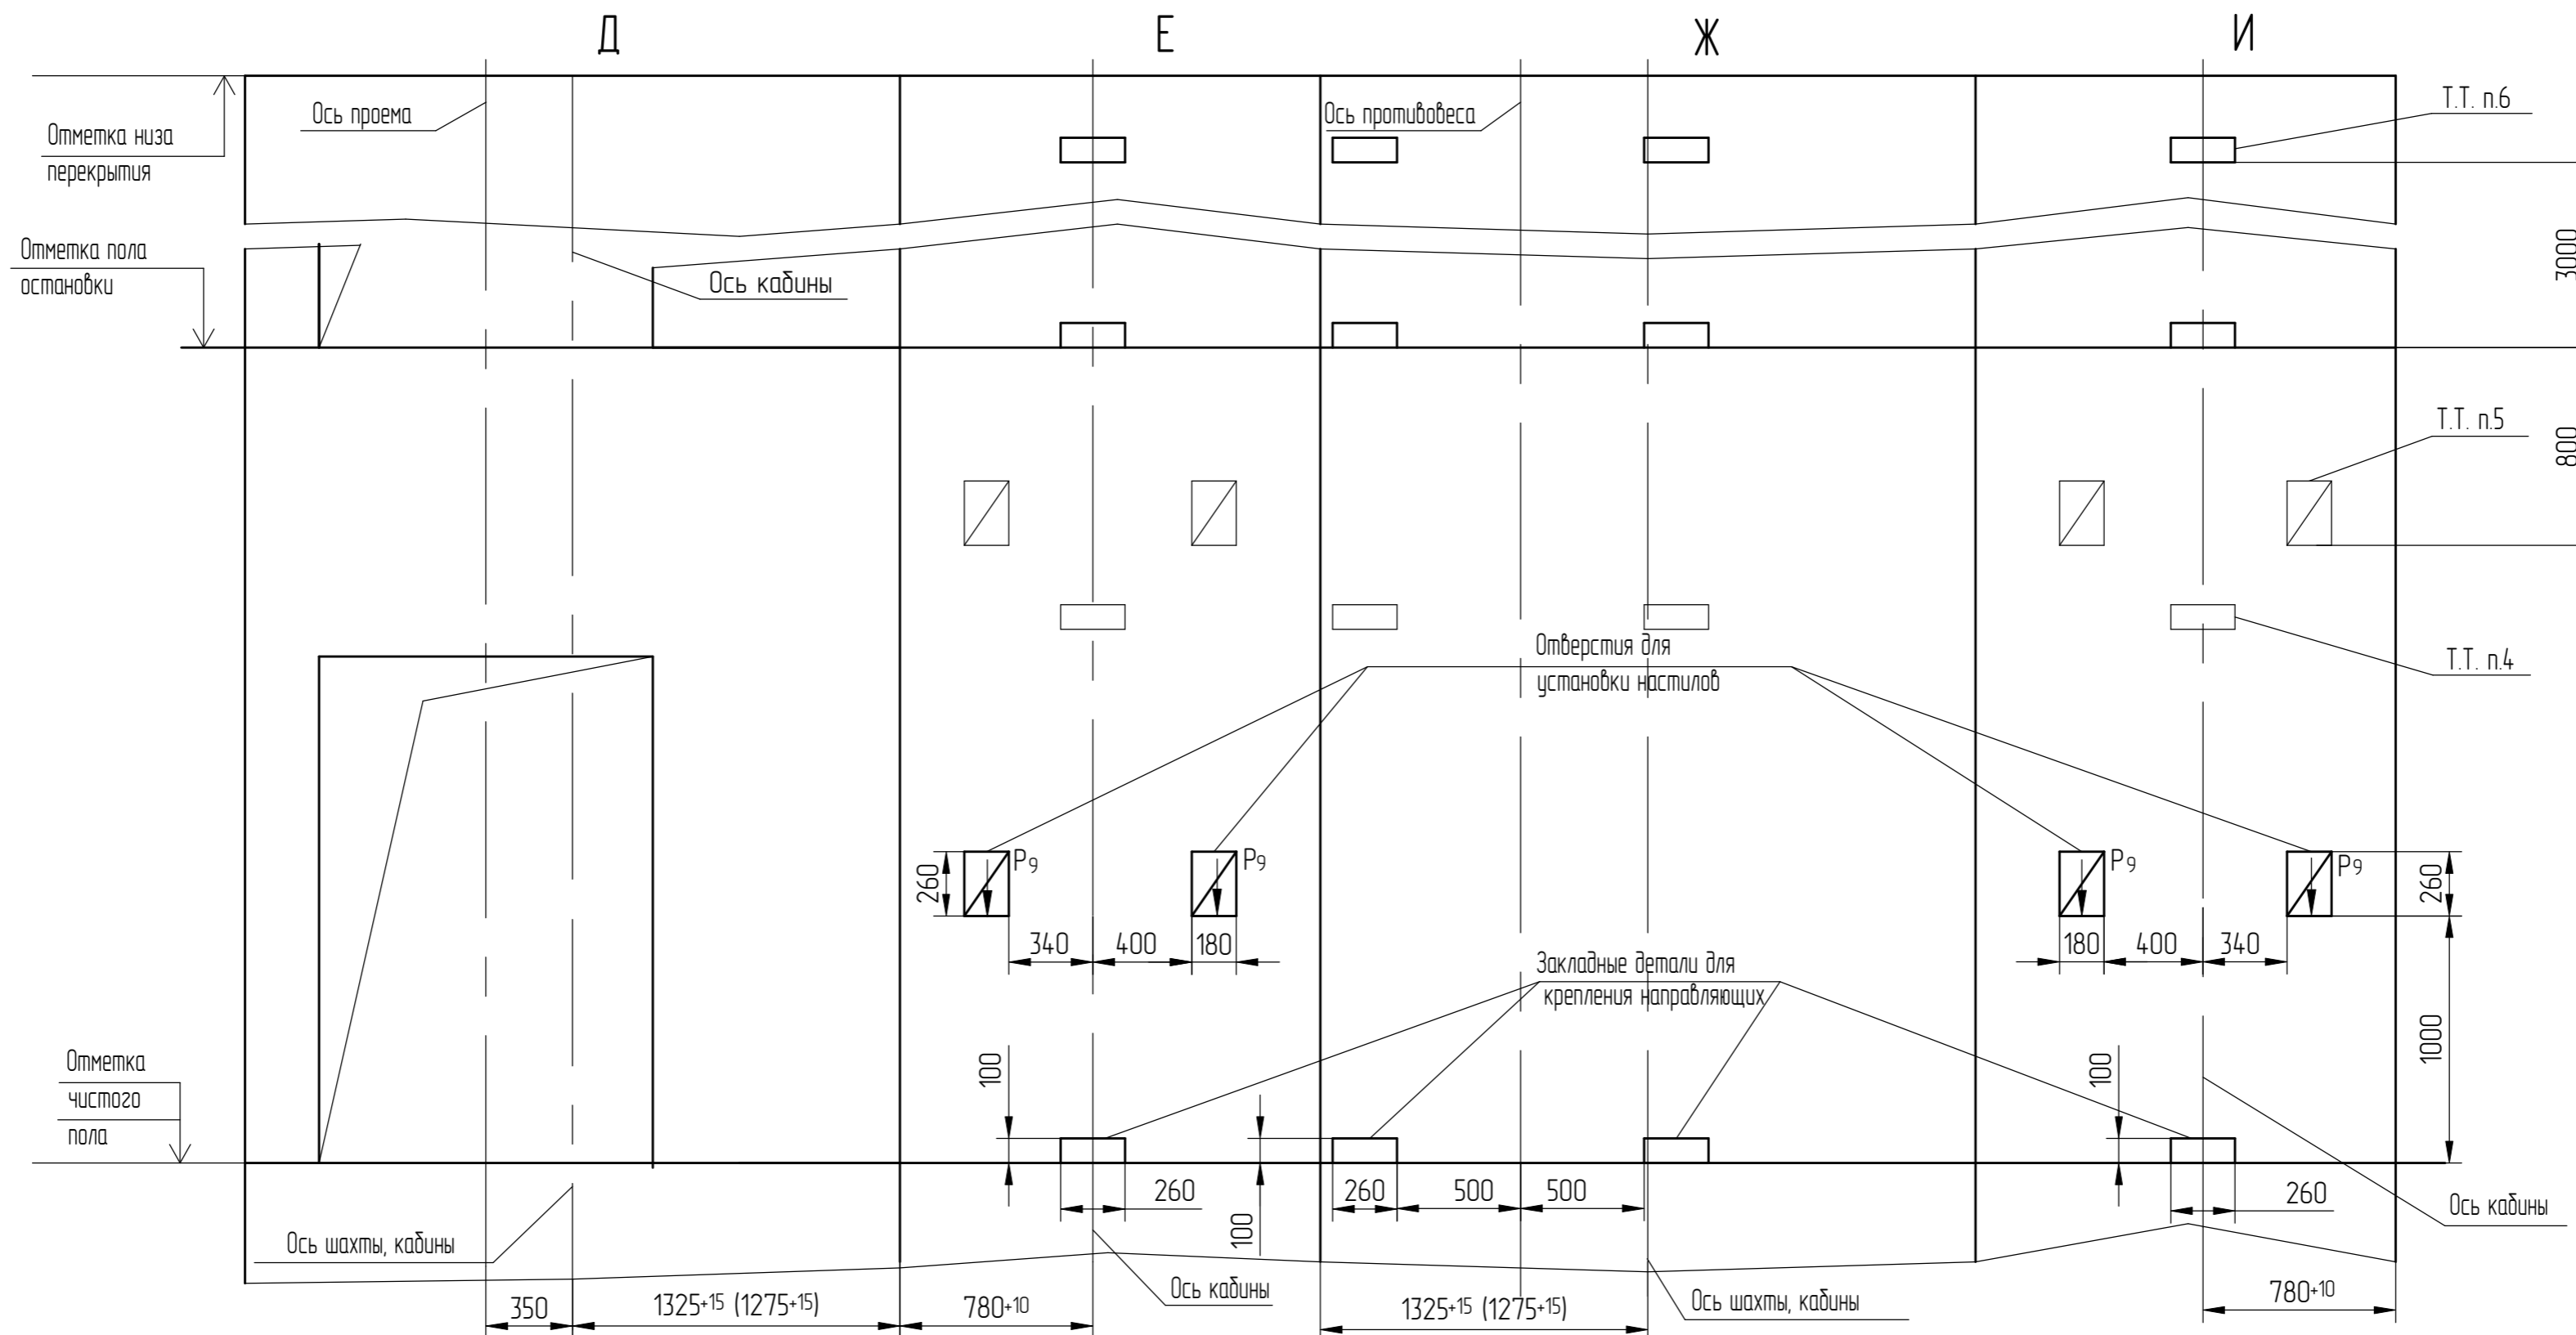 Д
Е
Ж
И
Ось проема
Ось противовеса
Т.Т. п.6
Отметка низа
перекрытия
Отметка пола
остановки
Ось кабины
3000
Т.Т. п.5
800
Отверстия для
установки настилов
Т.Т. п.4
260
Р9
Р9
Р9
Р9
260
340
400
180
180
400
340
Закладные детали для
крепления направляющих
1000
Отметка
чистого
пола
100
100
260
100
260
500
500
260
Ось шахты, кабины
Ось кабины
Ось кабины
Ось шахты, кабины
350
1325+15 (1275+15)
780+10
1325+15 (1275+15)
780+10